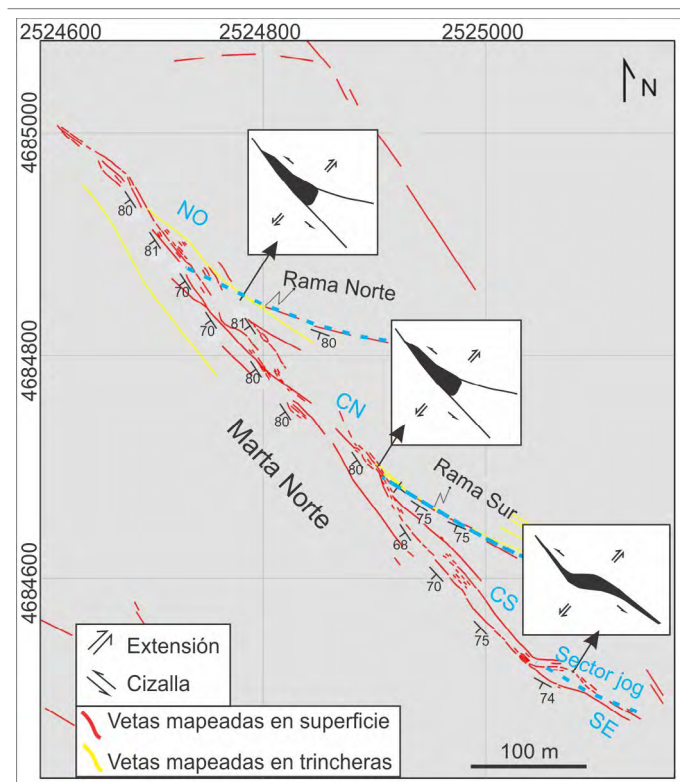 2524600
2524800
2525000
N
4685000
80
NO
81
70
Rama Norte
70
81
80
4684800
80
CN
80
Marta Norte
80
Rama Sur
75
75
68
4684600
70
CS
75
Sector jog
74
SE
Extensión
Cizalla
Vetas mapeadas en superficie
Vetas mapeadas en trincheras
100 m